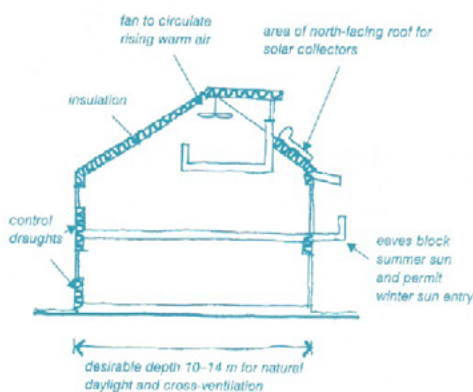 fan to circulate
rising warm air
area of north-facing roof for
solar collectors
insulation
control
draughts
eaves block
summer sun
and permit
winter sun entry
desirable depth 10–14 m for natural
daylight and cross-ventilation